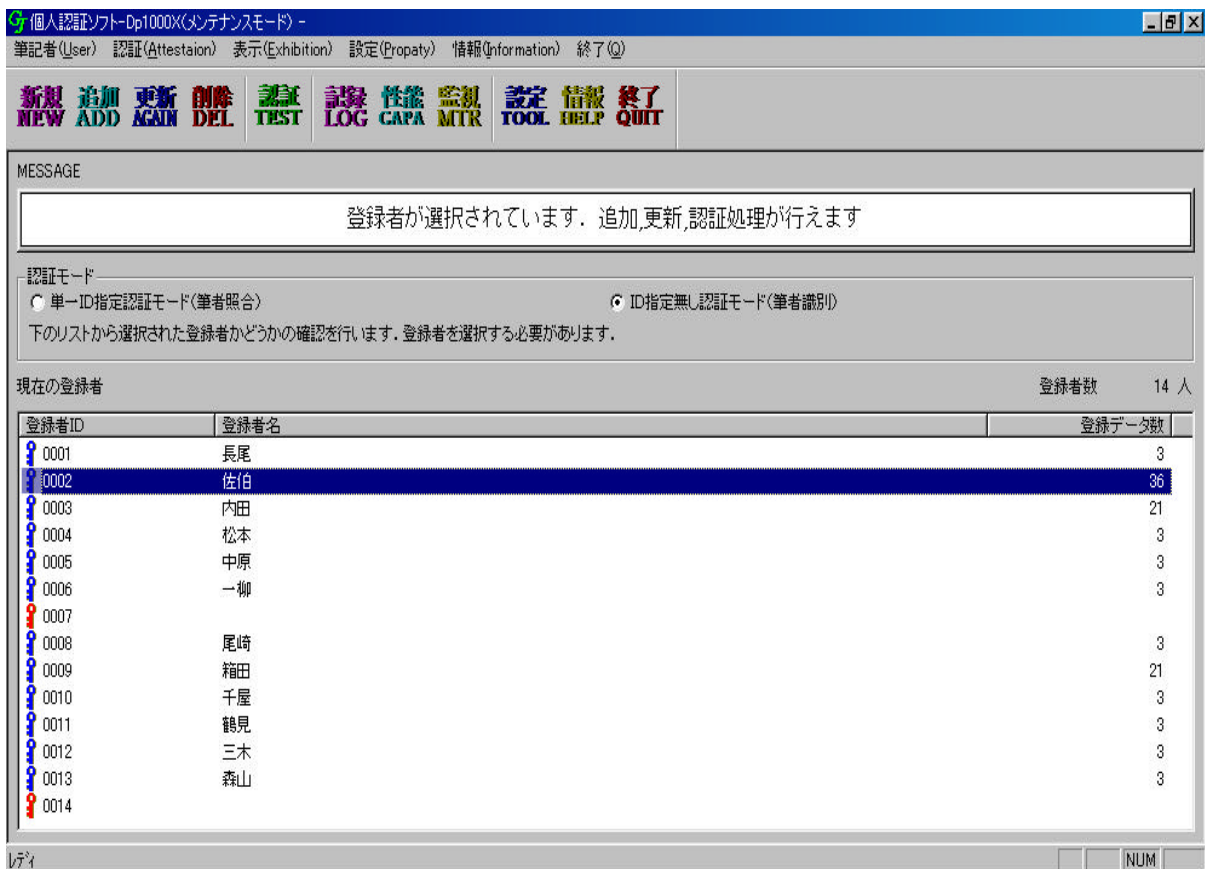 個人認証ソフト-Dp1000X(メンテナンスモード) -
筆記者(User) 認証(Attestaion) 表示(Exhibition) 設定(Propaty) 情報(Information) 終了(Q)
新規 追加 更新 削除 認証 記録 性能 監視 設定 情報 終了
NEW ADD AGAIN DEL TEST LOG CAPA MTR TOOL HELP QUIT
MESSAGE
登録者が選択されています. 追加,更新,認証処理が行えます
認証モード
単一ID指定認証モード(筆者照合) ID指定無し認証モード(筆者識別)
下のリストから選択された登録者かどうかの確認を行います.登録者を選択する必要があります.
現在の登録者 登録者数 14 人
登録者ID 登録者名 登録データ数
0001 長尾 3
0002 佐伯 36
0003 内田 21
0004 松本 3
0005 中原 3
0006 一柳 3
0007
0008 尾崎 3
0009 箱田 21
0010 千屋 3
0011 鶴見 3
0012 三木 3
0013 森山 3
0014
ﾚﾃﾞｨ NUM